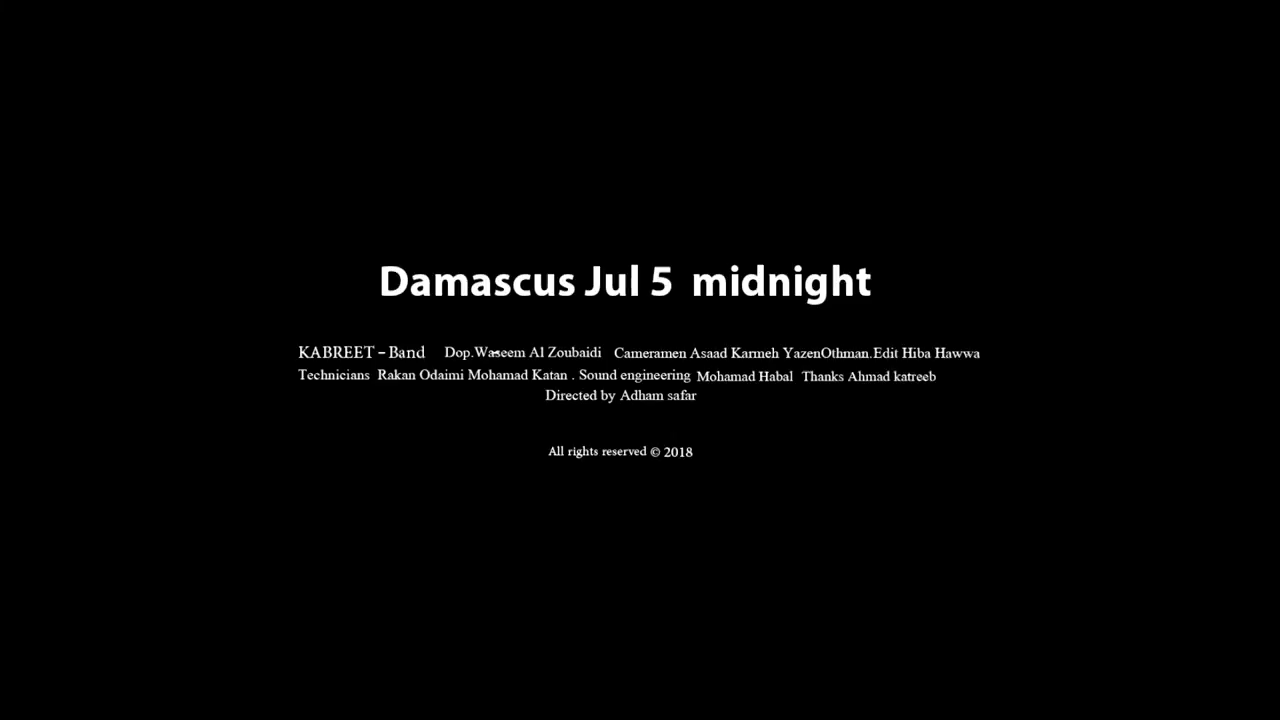 Damascus Jul 5 midnight
KABREET - Band Dop.Waseem Al Zoubaidi Cameramen Asaad Karmeh YazenOthman.Edit Hiba Hawwa
Technicians Rakan Odaimi Mohamad Katan . Sound engineering Mohamad Habal Thanks Ahmad katreeb
Directed by Adham safar
All rights reserved © 2018